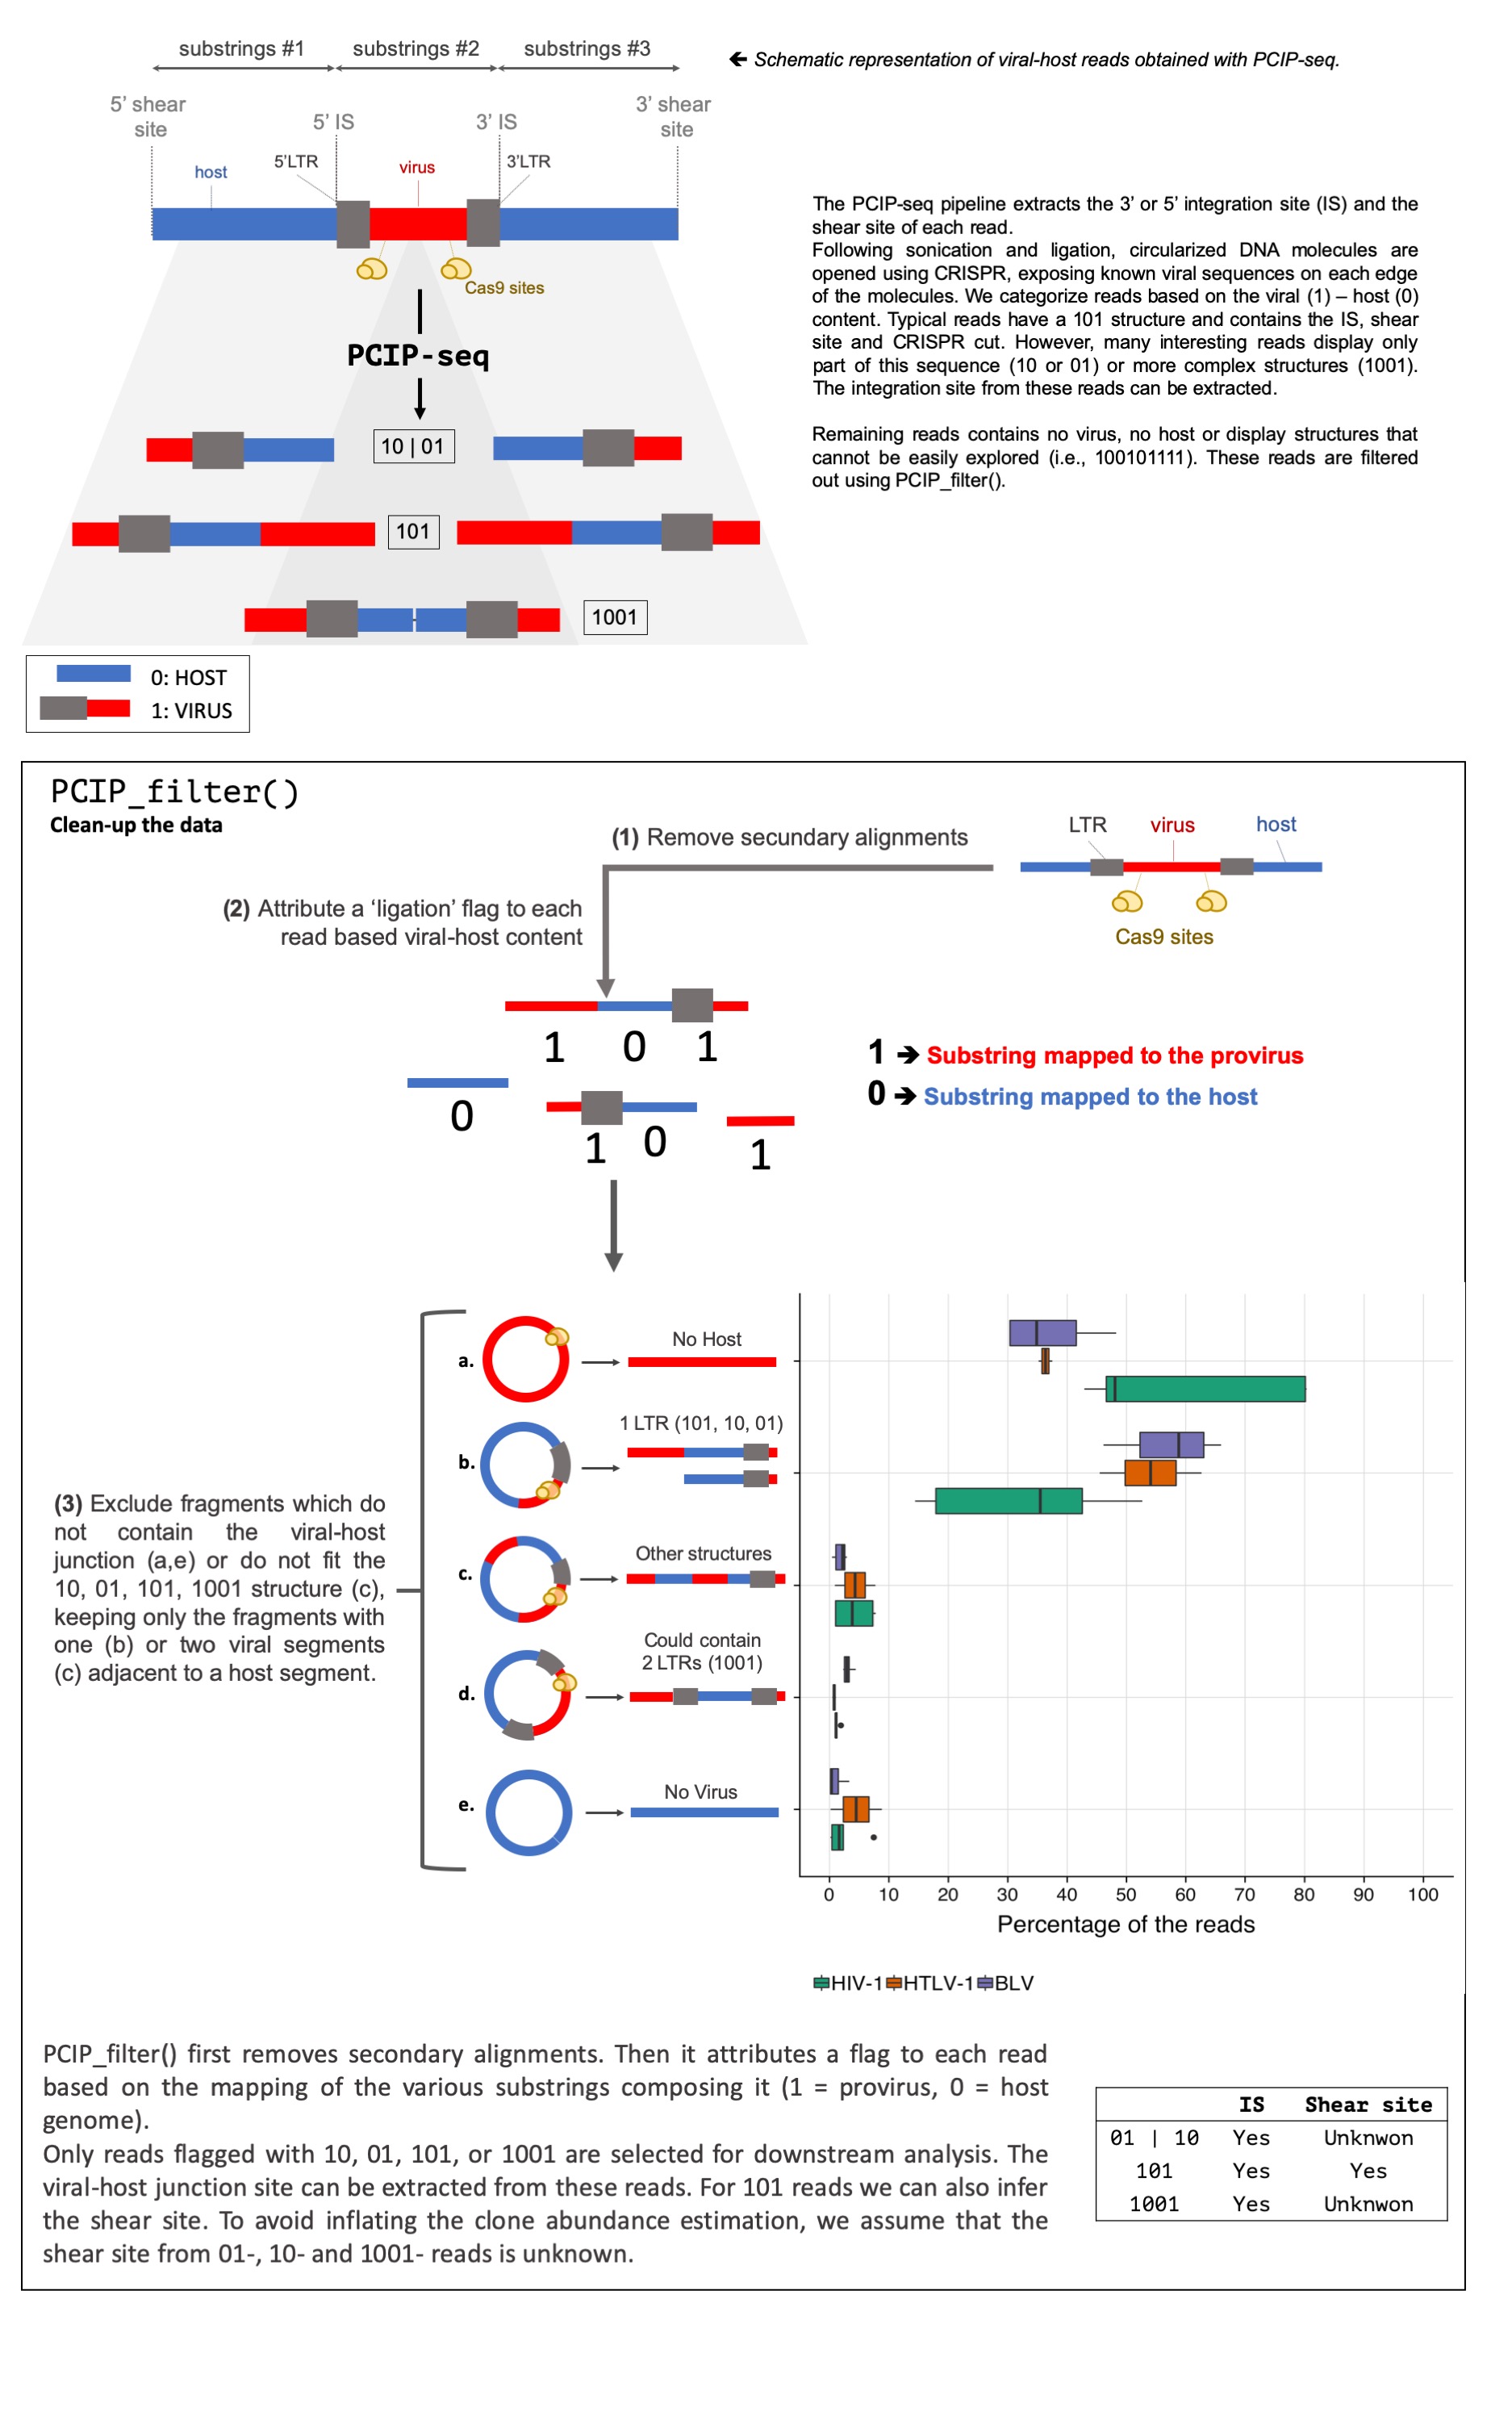 substrings #1 substrings #2 substrings #3
🡰 Schematic representation of viral-host reads obtained with PCIP-seq.
5’ shear
site
5’ IS
3’ IS
3’ shear
site
host
5’LTR
virus
3’LTR
Cas9 sites
PCIP-seq
10 | 01
101
1001
0: HOST
1: VIRUS
The PCIP-seq pipeline extracts the 3’ or 5’ integration site (IS) and the
shear site of each read.
Following sonication and ligation, circularized DNA molecules are
opened using CRISPR, exposing known viral sequences on each edge
of the molecules. We categorize reads based on the viral (1) – host (0)
content. Typical reads have a 101 structure and contains the IS, shear
site and CRISPR cut. However, many interesting reads display only
part of this sequence (10 or 01) or more complex structures (1001).
The integration site from these reads can be extracted.
Remaining reads contains no virus, no host or display structures that
cannot be easily explored (i.e., 100101111). These reads are filtered
out using PCIP_filter().
PCIP_filter()
Clean-up the data
(1) Remove secundary alignments
LTR virus host
Cas9 sites
(2) Attribute a ‘ligation’ flag to each
read based viral-host content
1 0 1
0
1 0
1
1 🡲 Substring mapped to the provirus
0 🡲 Substring mapped to the host
(3) Exclude fragments which do
not contain the viral-host
junction (a,e) or do not fit the
10, 01, 101, 1001 structure (c),
keeping only the fragments with
one (b) or two viral segments
(c) adjacent to a host segment.
a.
No Host
b.
1 LTR (101, 10, 01)
c.
Other structures
d.
Could contain
2 LTRs (1001)
e.
No Virus
0 10 20 30 40 50 60 70 80 90 100
Percentage of the reads
HIV-1 HTLV-1 BLV
PCIP_filter() first removes secondary alignments. Then it attributes a flag to each read
based on the mapping of the various substrings composing it (1 = provirus, 0 = host
genome).
Only reads flagged with 10, 01, 101, or 1001 are selected for downstream analysis. The
viral-host junction site can be extracted from these reads. For 101 reads we can also infer
the shear site. To avoid inflating the clone abundance estimation, we assume that the
shear site from 01-, 10- and 1001- reads is unknown.
IS Shear site
01 | 10 Yes Unknwon
101 Yes Yes
1001 Yes Unknwon